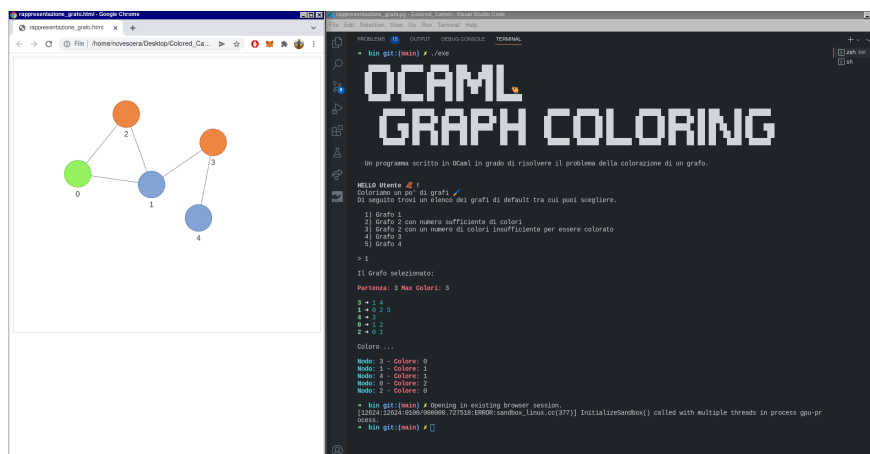 rappresentazione_grafo.html - Google Chrome
rappresentazione_grafo.html
File | /home/ncvescera/Desktop/Colored_Ca...
2
3
0
1
4
rappresentazione_grafo.py - Colored_Camel - Visual Studio Code
File Edit Selection View Go Run Terminal Help
PROBLEMS 15 OUTPUT DEBUG CONSOLE TERMINAL
zsh bin
sh
→ bin git:(main) ✗ ./exe
OCAML
GRAPH COLORING
Un programma scritto in OCaml in grado di risolvere il problema della colorazione di un grafo.
HELLO Utente !
Coloriamo un po' di grafi
Di seguito trovi un elenco dei grafi di default tra cui puoi scegliere.
1) Grafo 1
2) Grafo 2 con numero sufficiente di colori
3) Grafo 2 con un numero di colori insufficiente per essere colorato
4) Grafo 3
5) Grafo 4
> 1
Il Grafo selezionato:
Partenza: 3 Max Colori: 3
3 → 1 4
1 → 0 2 3
4 → 3
0 → 1 2
2 → 0 1
Coloro ...
Nodo: 3 - Colore: 0
Nodo: 1 - Colore: 1
Nodo: 4 - Colore: 1
Nodo: 0 - Colore: 2
Nodo: 2 - Colore: 0
→ bin git:(main) ✗ Opening in existing browser session.
[12624:12624:0100/000000.727518:ERROR:sandbox_linux.cc(377)] InitializeSandbox() called with multiple threads in process gpu-pr
ocess.
→ bin git:(main) ✗